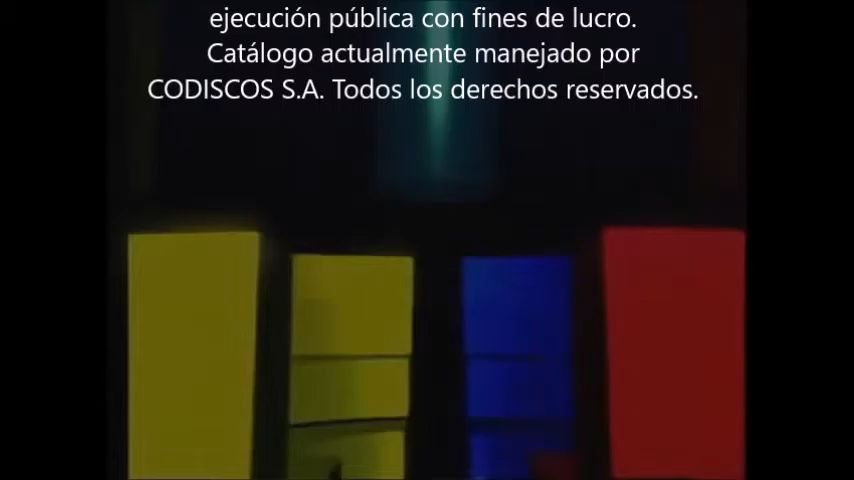 ejecución pública con fines de lucro.
Catálogo actualmente manejado por
CODISCOS S.A. Todos los derechos reservados.